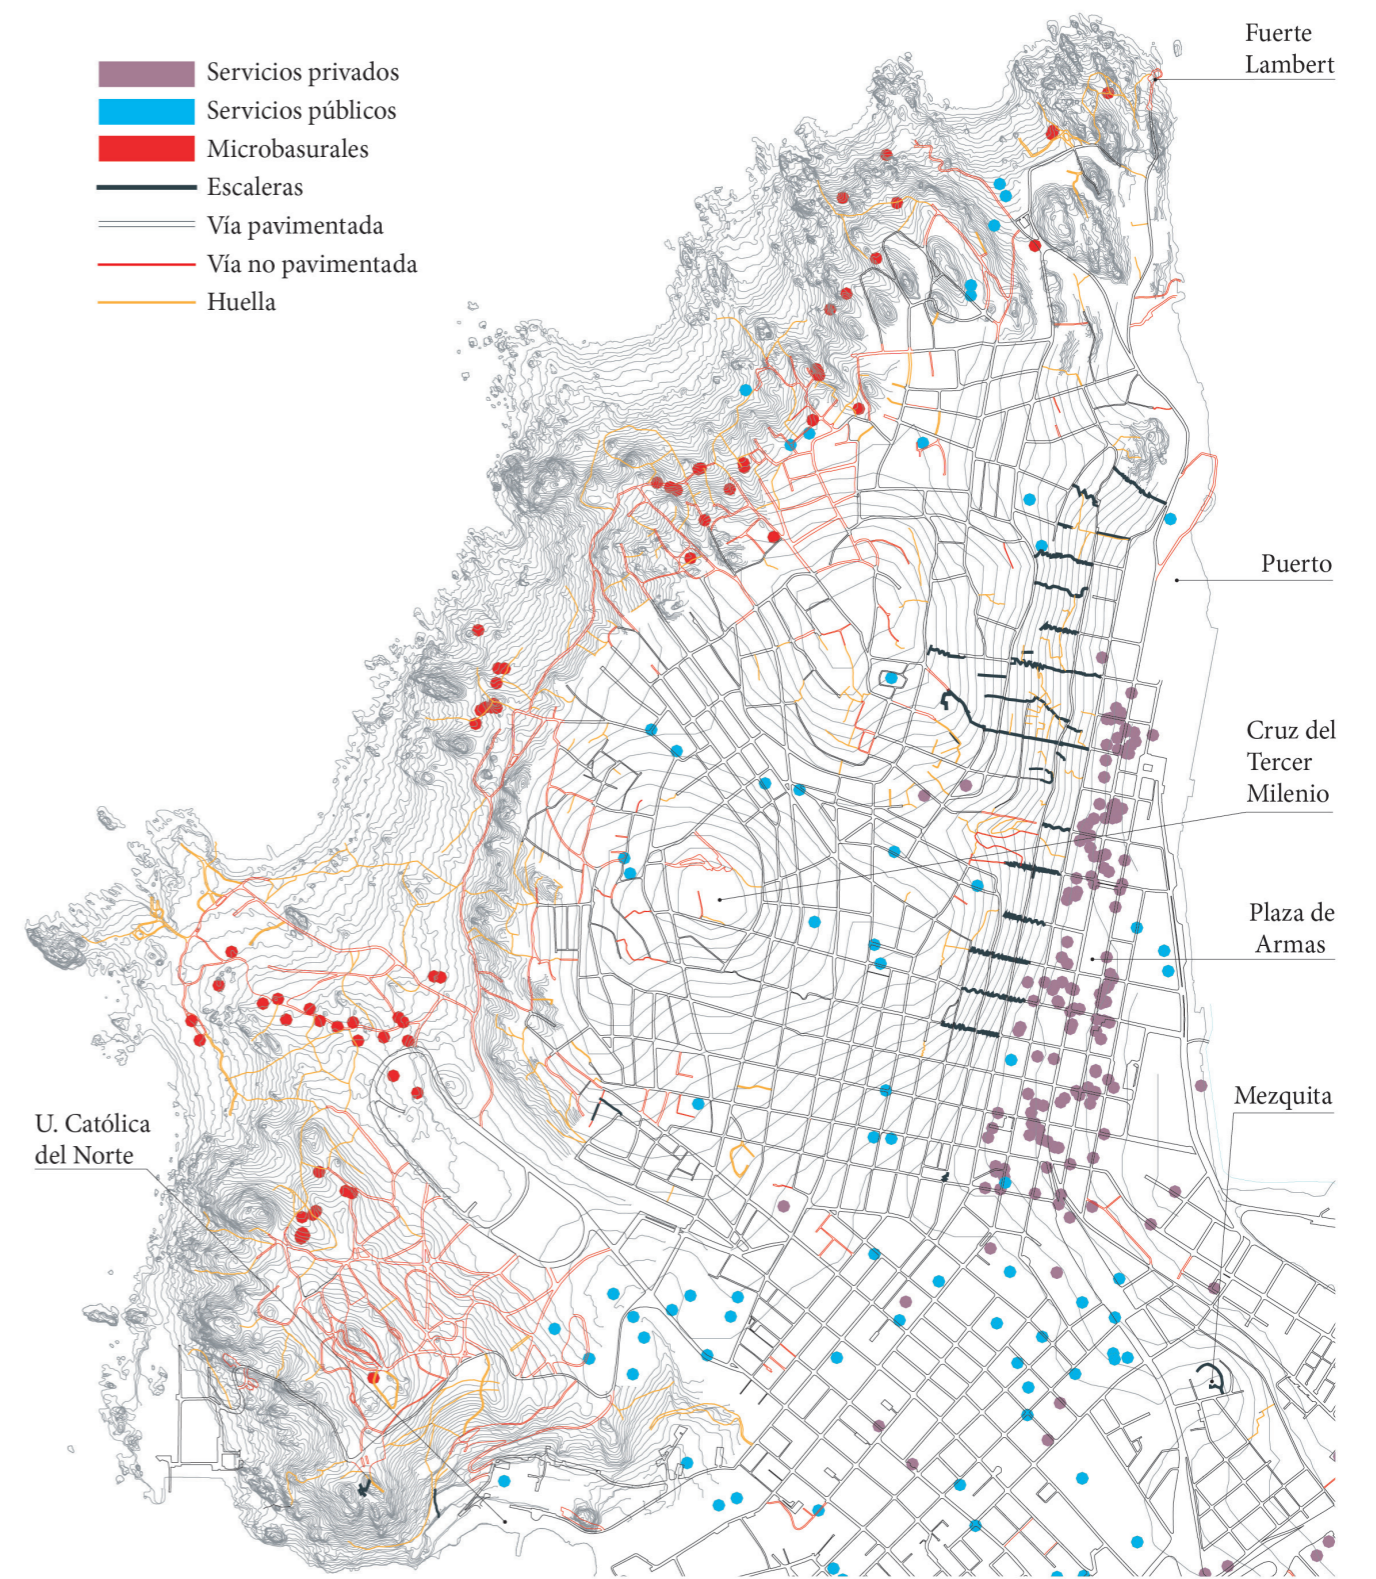 Servicios privados
Servicios públicos
Microbasurales
Escaleras
Vía pavimentada
Vía no pavimentada
Huella
Fuerte
Lambert
Puerto
Cruz del
Tercer
Milenio
Plaza de
Armas
Mezquita
U. Católica
del Norte